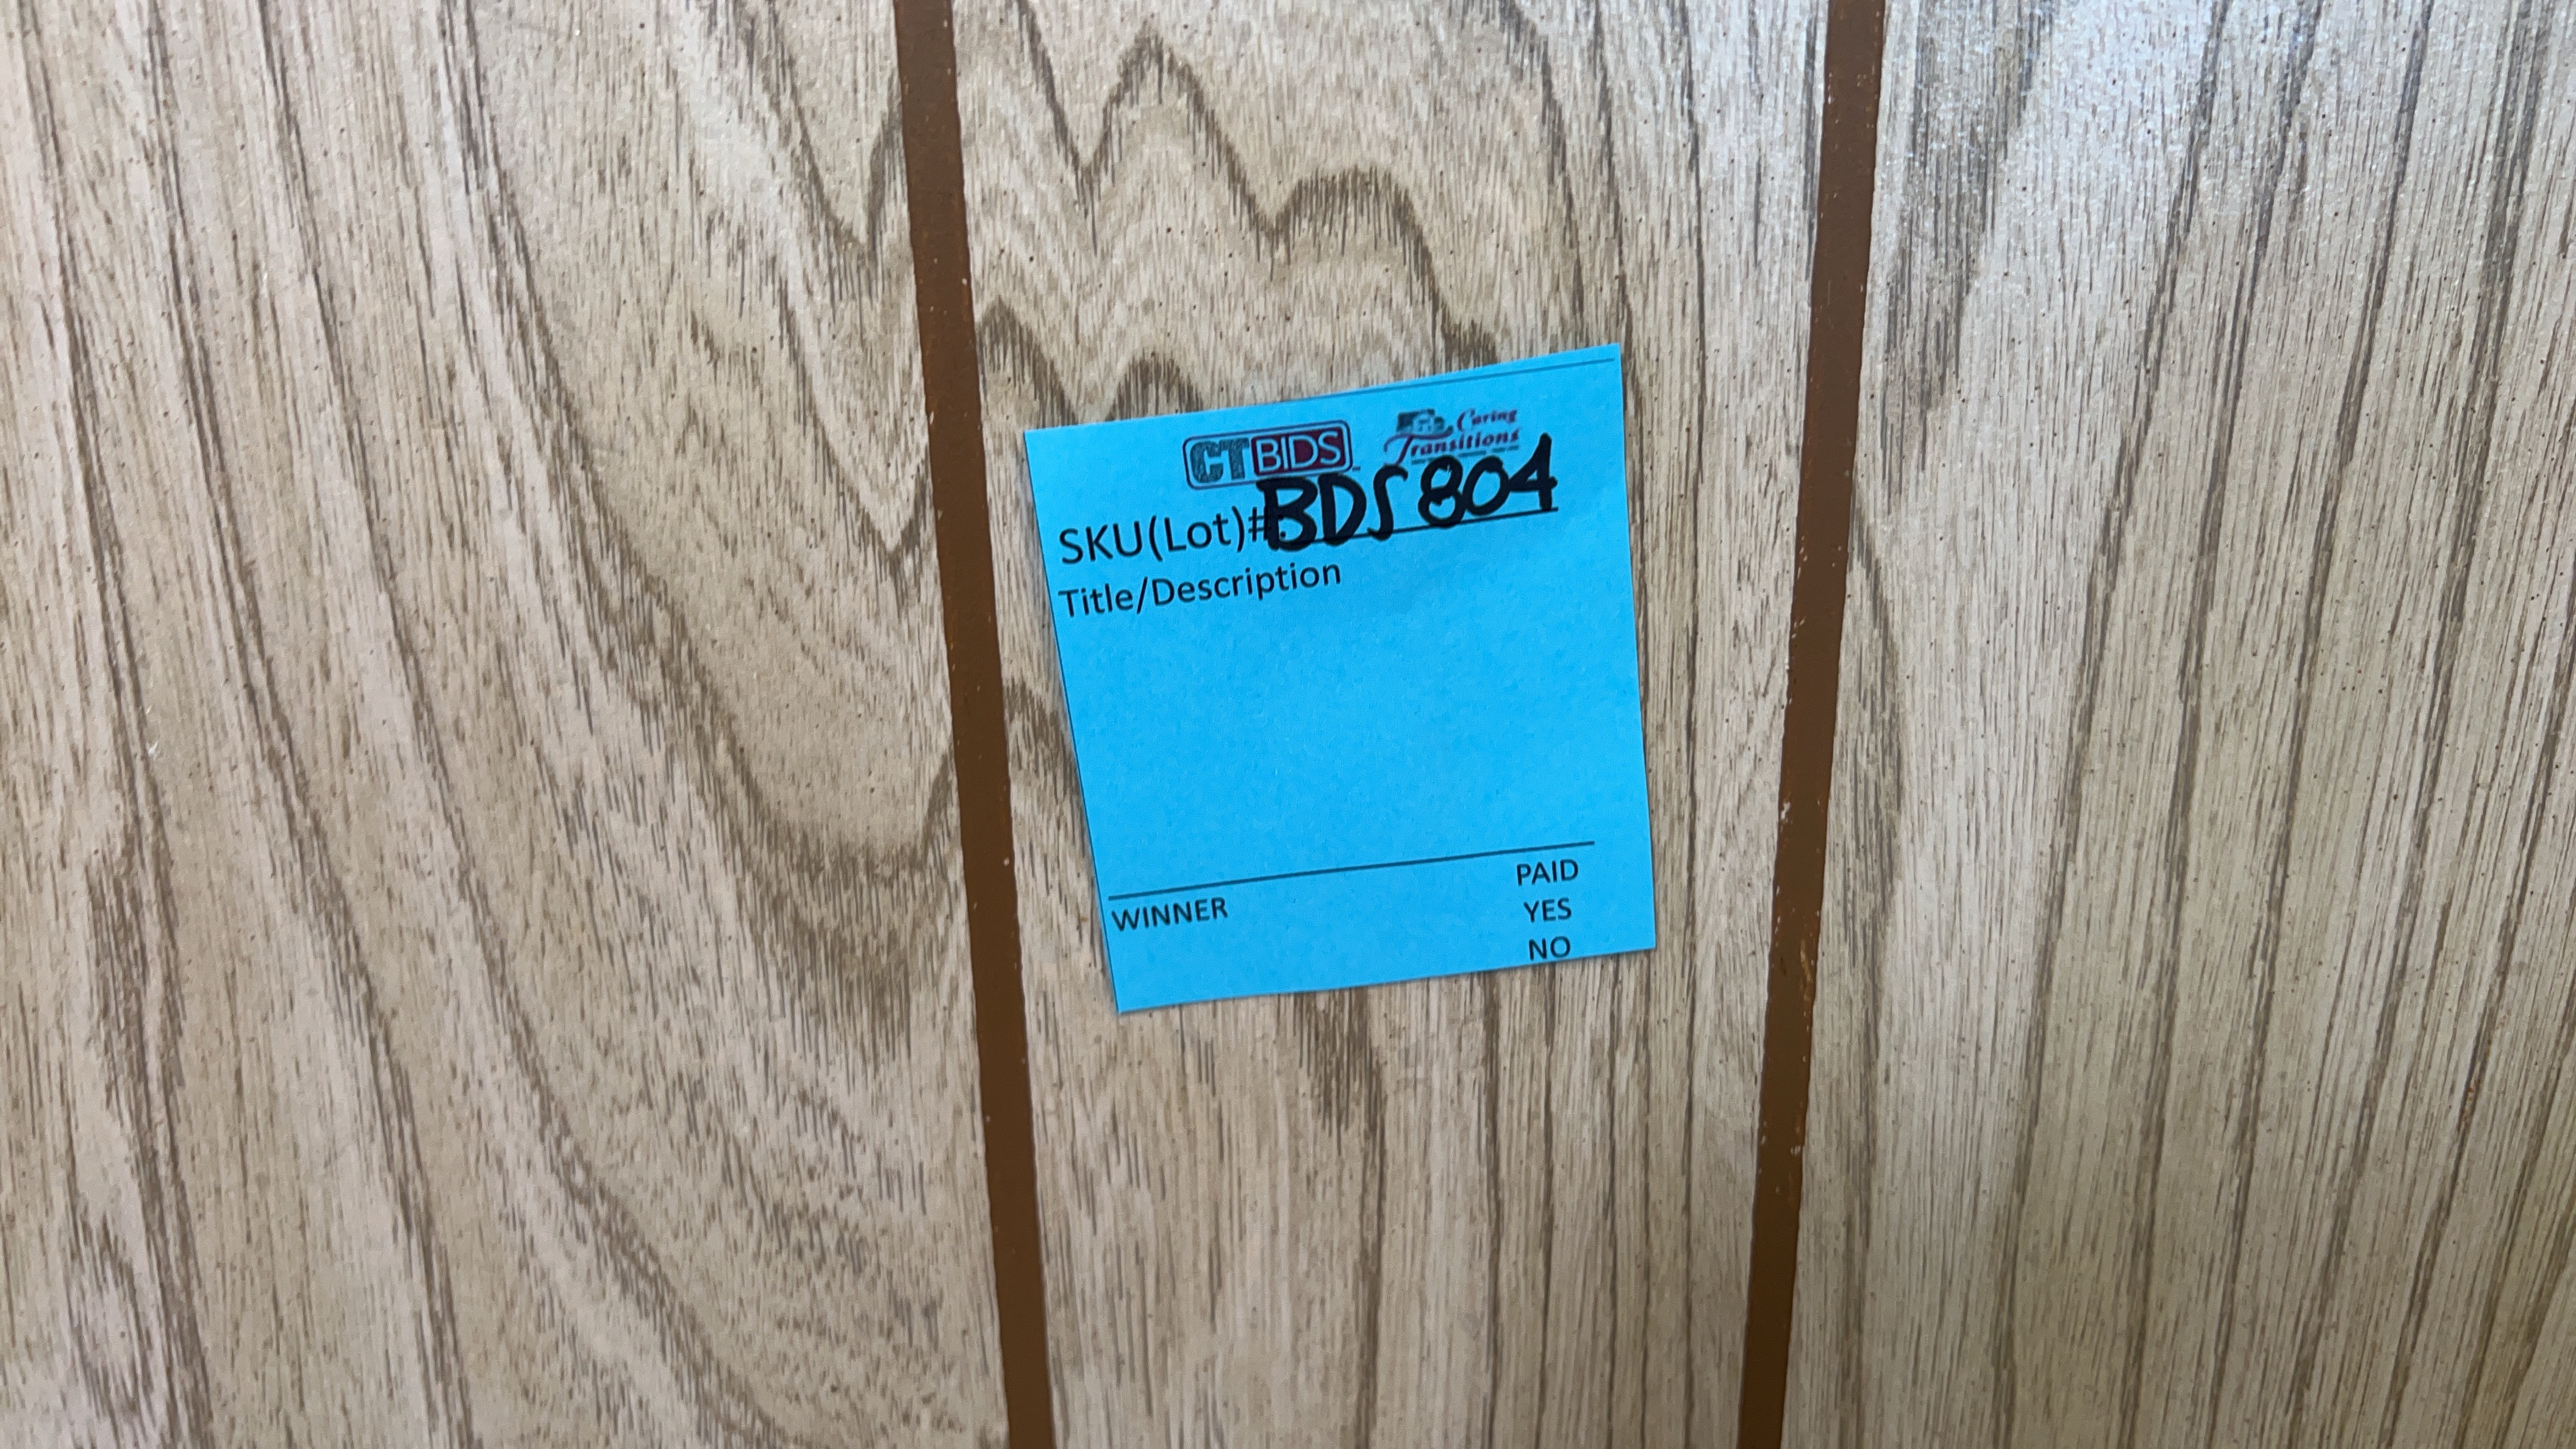 CTBIDS Caring
Transitions
SKU(Lot)#BDS804
Title/Description
PAID
WINNER YES
NO